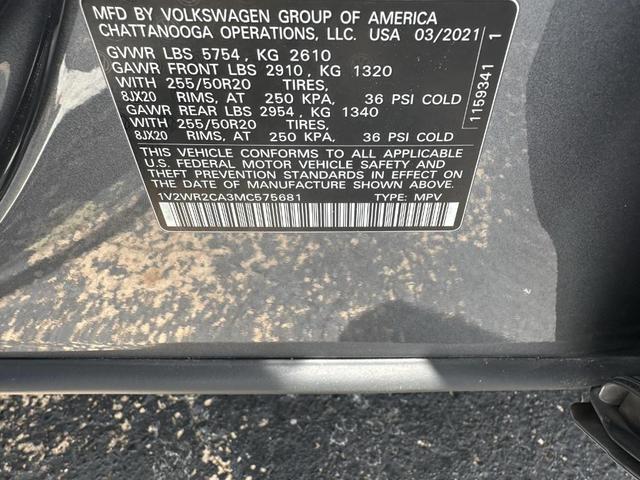 MFD BY VOLKSWAGEN GROUP OF AMERICA
CHATTANOOGA OPERATIONS, LLC. USA 03/2021
GVWR LBS 5754, KG 2610
GAWR FRONT LBS 2910, KG 1320
WITH 255/50R20 TIRES,
8JX20 RIMS, AT 250 KPA, 36 PSI COLD
GAWR REAR LBS 2954, KG 1340
WITH 255/50R20 TIRES,
8JX20 RIMS, AT 250 KPA, 36 PSI COLD
THIS VEHICLE CONFORMS TO ALL APPLICABLE
U.S. FEDERAL MOTOR VEHICLE SAFETY AND
THEFT PREVENTION STANDARDS IN EFFECT ON
THE DATE OF MANUFACTURE SHOWN ABOVE.
1V2WR2CA3MC575681 TYPE: MPV
1159341 1